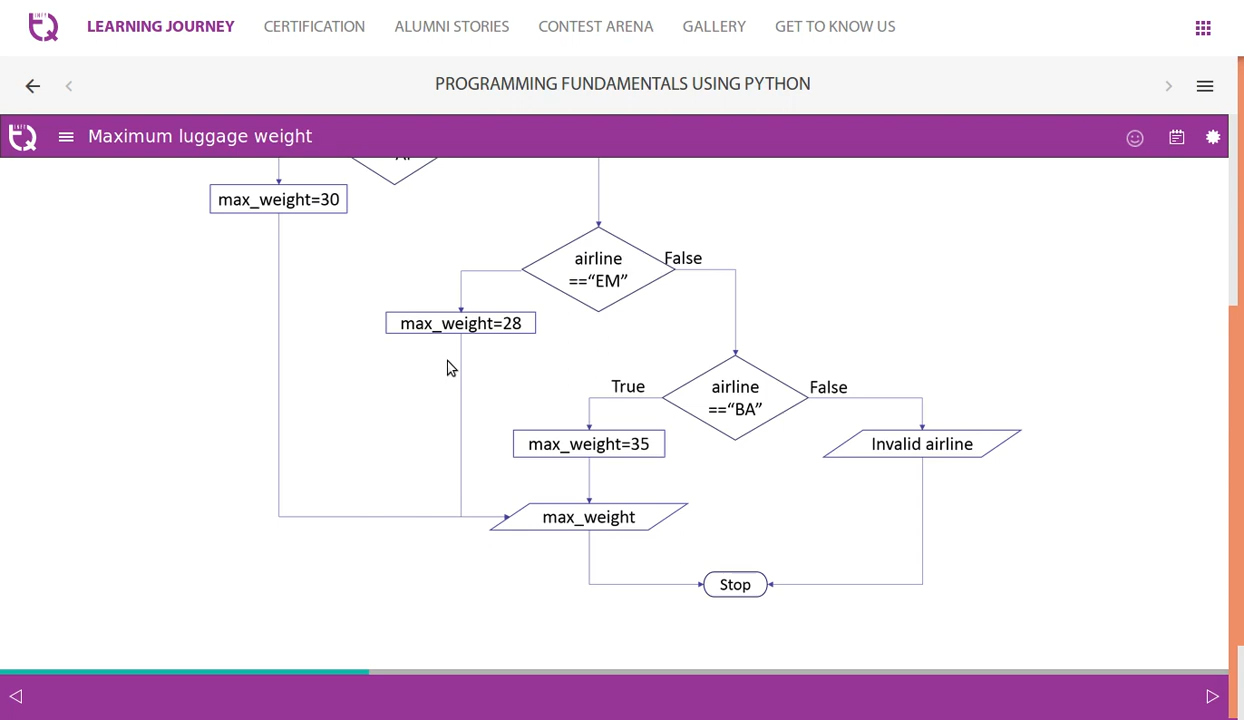 LEARNING JOURNEY CERTIFICATION ALUMNI STORIES CONTEST ARENA GALLERY GET TO KNOW US
PROGRAMMING FUNDAMENTALS USING PYTHON
Maximum luggage weight
max_weight=30
airline
==“EM”
False
max_weight=28
True
airline
==“BA”
False
max_weight=35
Invalid airline
max_weight
Stop